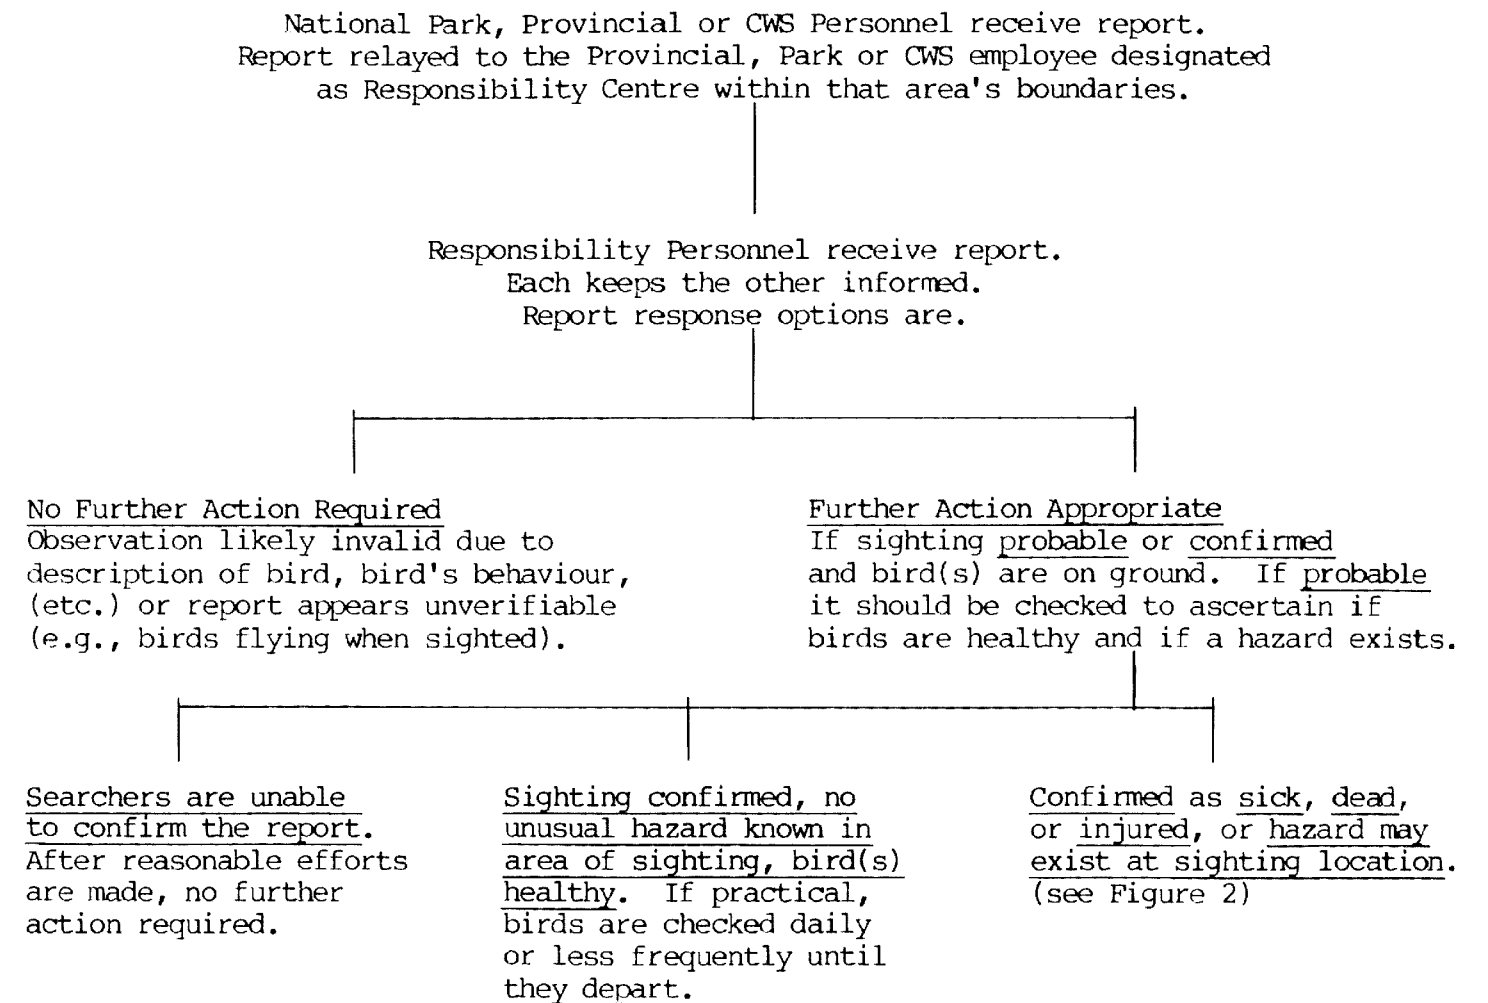 National Park, Provincial or CWS Personnel receive report.
Report relayed to the Provincial, Park or CWS employee designated
as Responsibility Centre within that area's boundaries.
Responsibility Personnel receive report.
Each keeps the other informed.
Report response options are.
No Further Action Required
Observation likely invalid due to
description of bird, bird's behaviour,
(etc.) or report appears unverifiable
(e.g., birds flying when sighted).
Further Action Appropriate
If sighting probable or confirmed
and bird(s) are on ground. If probable
it should be checked to ascertain if
birds are healthy and if a hazard exists.
Searchers are unable
to confirm the report.
After reasonable efforts
are made, no further
action required.
Sighting confirmed, no
unusual hazard known in
area of sighting, bird(s)
healthy. If practical,
birds are checked daily
or less frequently until
they depart.
Confirmed as sick, dead,
or injured, or hazard may
exist at sighting location.
(see Figure 2)